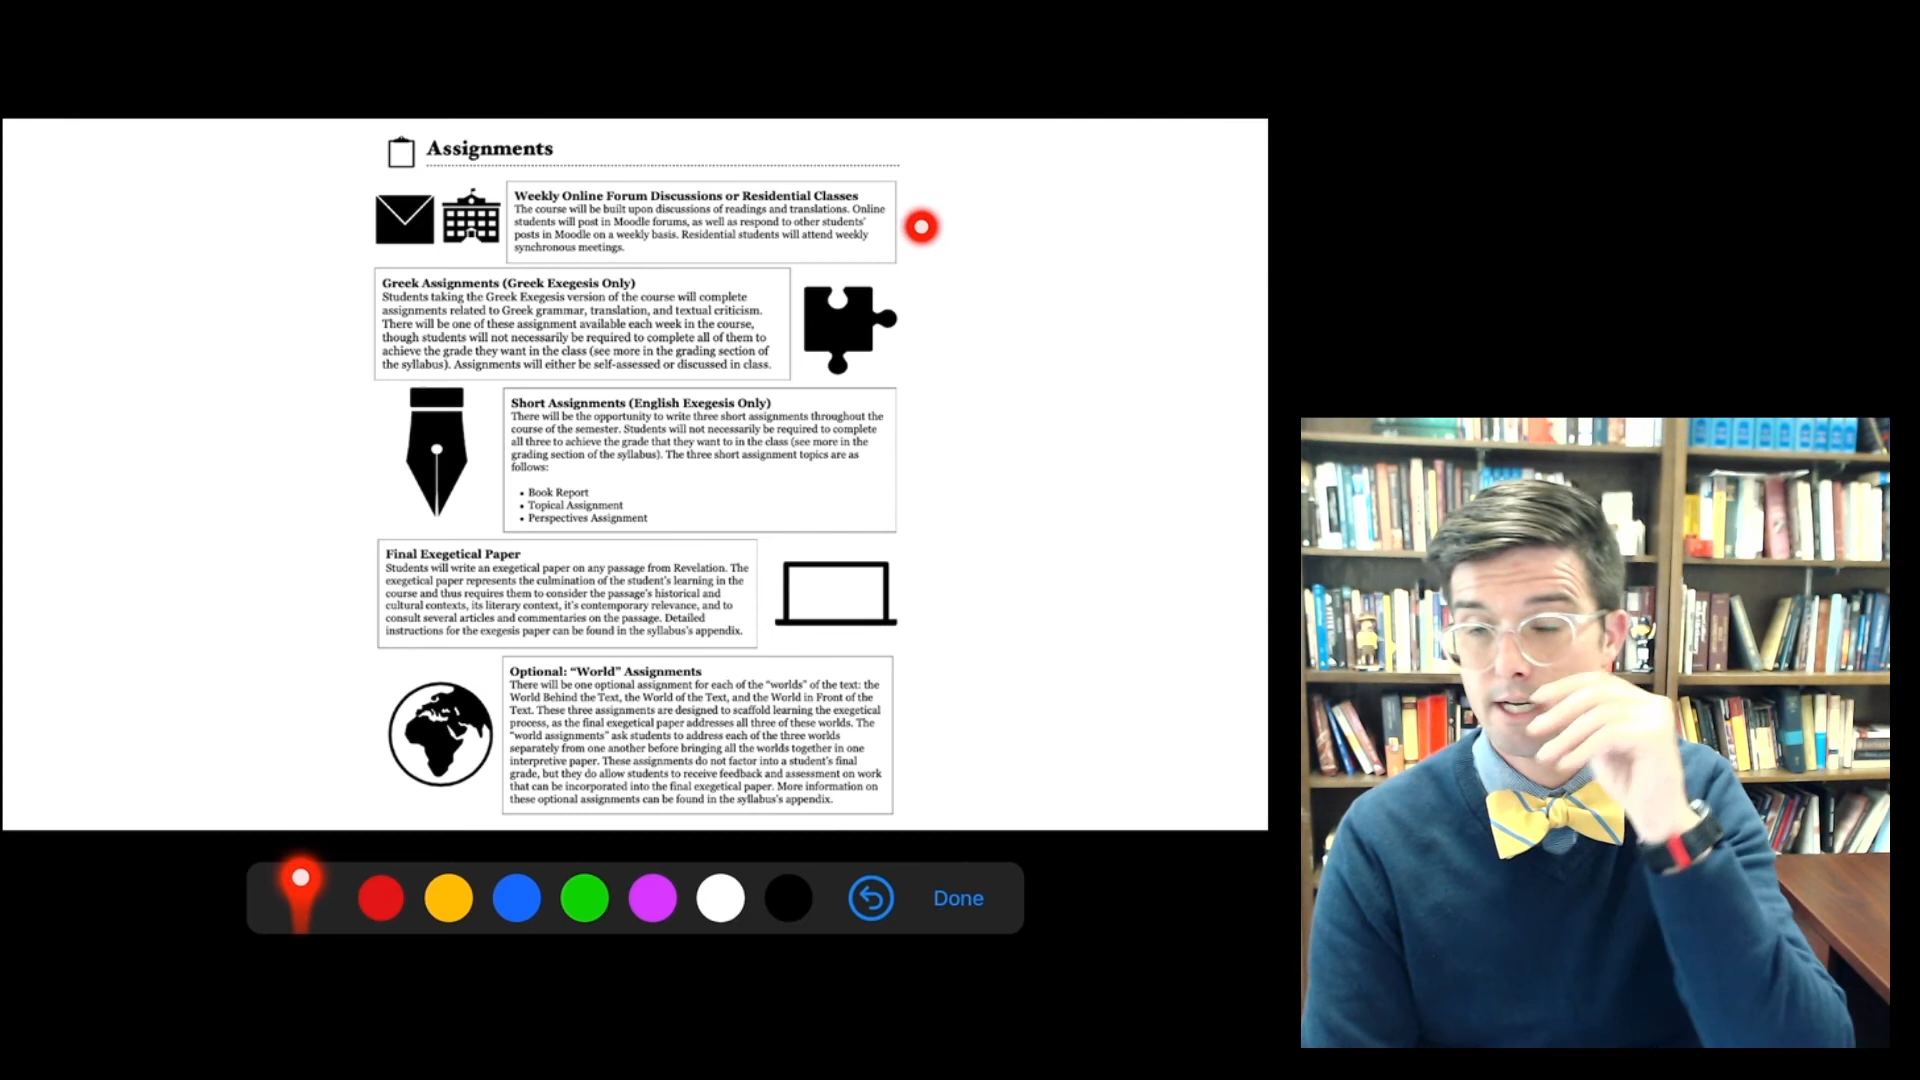 Assignments
Weekly Online Forum Discussions or Residential Classes
The course will be built upon discussions of readings and translations. Online
students will post in Moodle forums, as well as respond to other students'
posts in Moodle on a weekly basis. Residential students will attend weekly
synchronous meetings.
Greek Assignments (Greek Exegesis Only)
Students taking the Greek Exegesis version of the course will complete
assignments related to Greek grammar, translation, and textual criticism.
There will be one of these assignment available each week in the course,
though students will not necessarily be required to complete all of them to
achieve the grade they want in the class (see more in the grading section of
the syllabus). Assignments will either be self-assessed or discussed in class.
Short Assignments (English Exegesis Only)
There will be the opportunity to write three short assignments throughout the
course of the semester. Students will not necessarily be required to complete
all three to achieve the grade that they want to in the class (see more in the
grading section of the syllabus). The three short assignment topics are as
follows:
• Book Report
• Topical Assignment
• Perspectives Assignment
Final Exegetical Paper
Students will write an exegetical paper on any passage from Revelation. The
exegetical paper represents the culmination of the student's learning in the
course and thus requires them to consider the passage's historical and
cultural contexts, its literary context, it's contemporary relevance, and to
consult several articles and commentaries on the passage. Detailed
instructions for the exegesis paper can be found in the syllabus's appendix.
Optional: “World” Assignments
There will be one optional assignment for each of the “worlds” of the text: the
World Behind the Text, the World of the Text, and the World in Front of the
Text. These three assignments are designed to scaffold learning the exegetical
process, as the final exegetical paper addresses all three of these worlds. The
“world assignments” ask students to address each of the three worlds
separately from one another before bringing all the worlds together in one
interpretive paper. These assignments do not factor into a student's final
grade, but they do allow students to receive feedback and assessment on work
that can be incorporated into the final exegetical paper. More information on
these optional assignments can be found in the syllabus's appendix.
Done